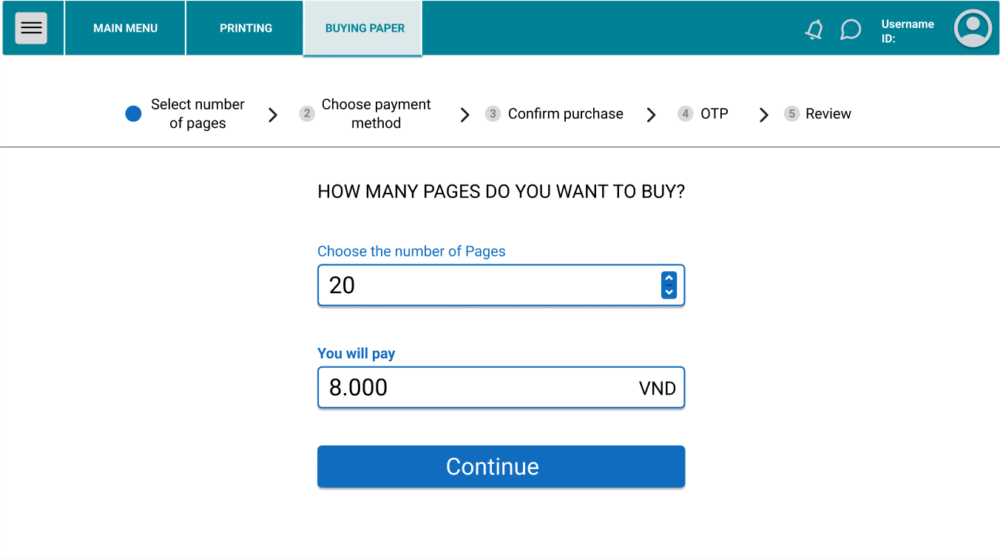 MAIN MENU
PRINTING
BUYING PAPER
Username
ID:
Select number
of pages
2
Choose payment
method
3
Confirm purchase
4
OTP
5
Review
HOW MANY PAGES DO YOU WANT TO BUY?
Choose the number of Pages
20
You will pay
8.000
VND
Continue